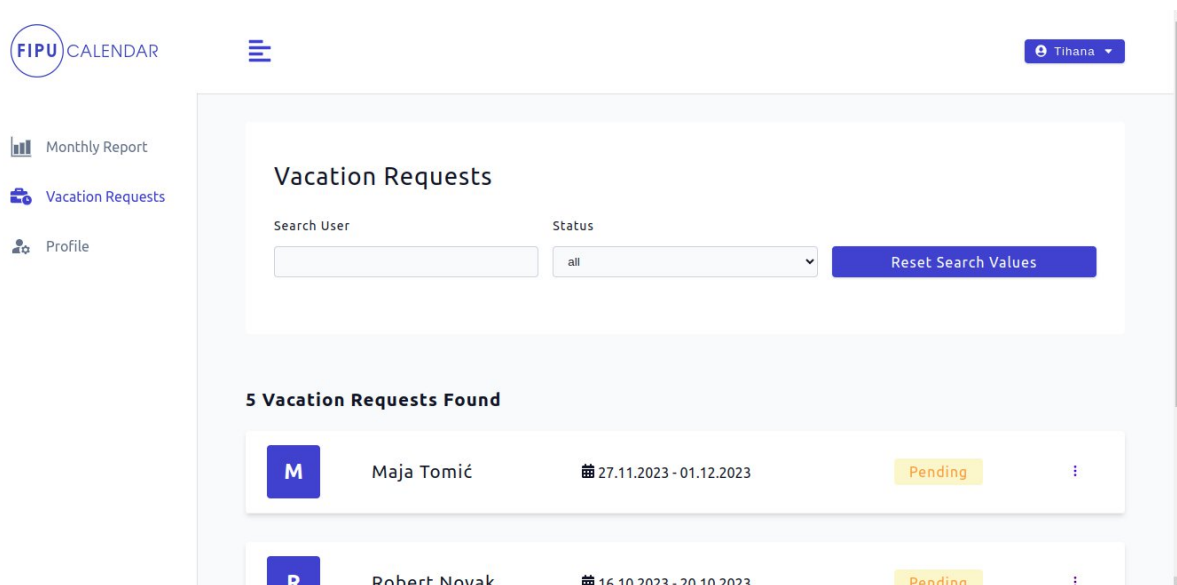 FIPU CALENDAR
Tihana
Monthly Report
Vacation Requests
Profile
Vacation Requests
Search User
Status
all
Reset Search Values
5 Vacation Requests Found
M
Maja Tomić
27.11.2023 - 01.12.2023
Pending
R
Robert Novak
16.10.2023 - 20.10.2023
Pending